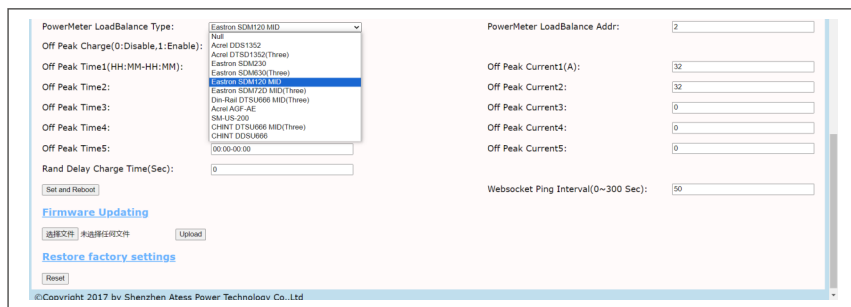 PowerMeter LoadBalance Type: Eastron SDM120 MID PowerMeter LoadBalance Addr: 2
Null
Off Peak Charge(0:Disable,1:Enable): Acrel DDS1352
Acrel DTSD1352(Three)
Off Peak Time1(HH:MM-HH:MM): Eastron SDM230 Off Peak Current1(A): 32
Eastron SDM630(Three)
Eastron SDM120 MID
Off Peak Time2: Eastron SDM72D MID(Three) Off Peak Current2: 32
Din-Rail DTSU666 MID(Three)
Off Peak Time3: Acrel AGF-AE Off Peak Current3: 0
SM-US-200
Off Peak Time4: CHINT DTSU666 MID(Three) Off Peak Current4: 0
CHINT DDSU666
Off Peak Time5: 00:00-00:00 Off Peak Current5: 0
Rand Delay Charge Time(Sec): 0
Set and Reboot Websocket Ping Interval(0~300 Sec): 50
Firmware Updating
选择文件 未选择任何文件 Upload
Restore factory settings
Reset
©Copyright 2017 by Shenzhen Atess Power Technology Co.,Ltd